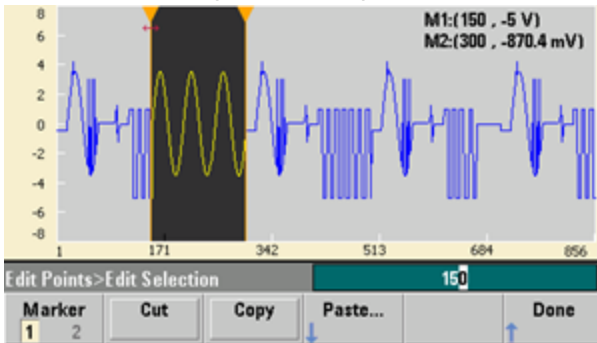 8
M1:(150 , -5 V)
6
M2:(300 , -870.4 mV)
4
2
0
-2
-4
-6
-8
1 171 342 513 684 856
Edit Points>Edit Selection 150
Marker Cut Copy Paste... Done
1 2